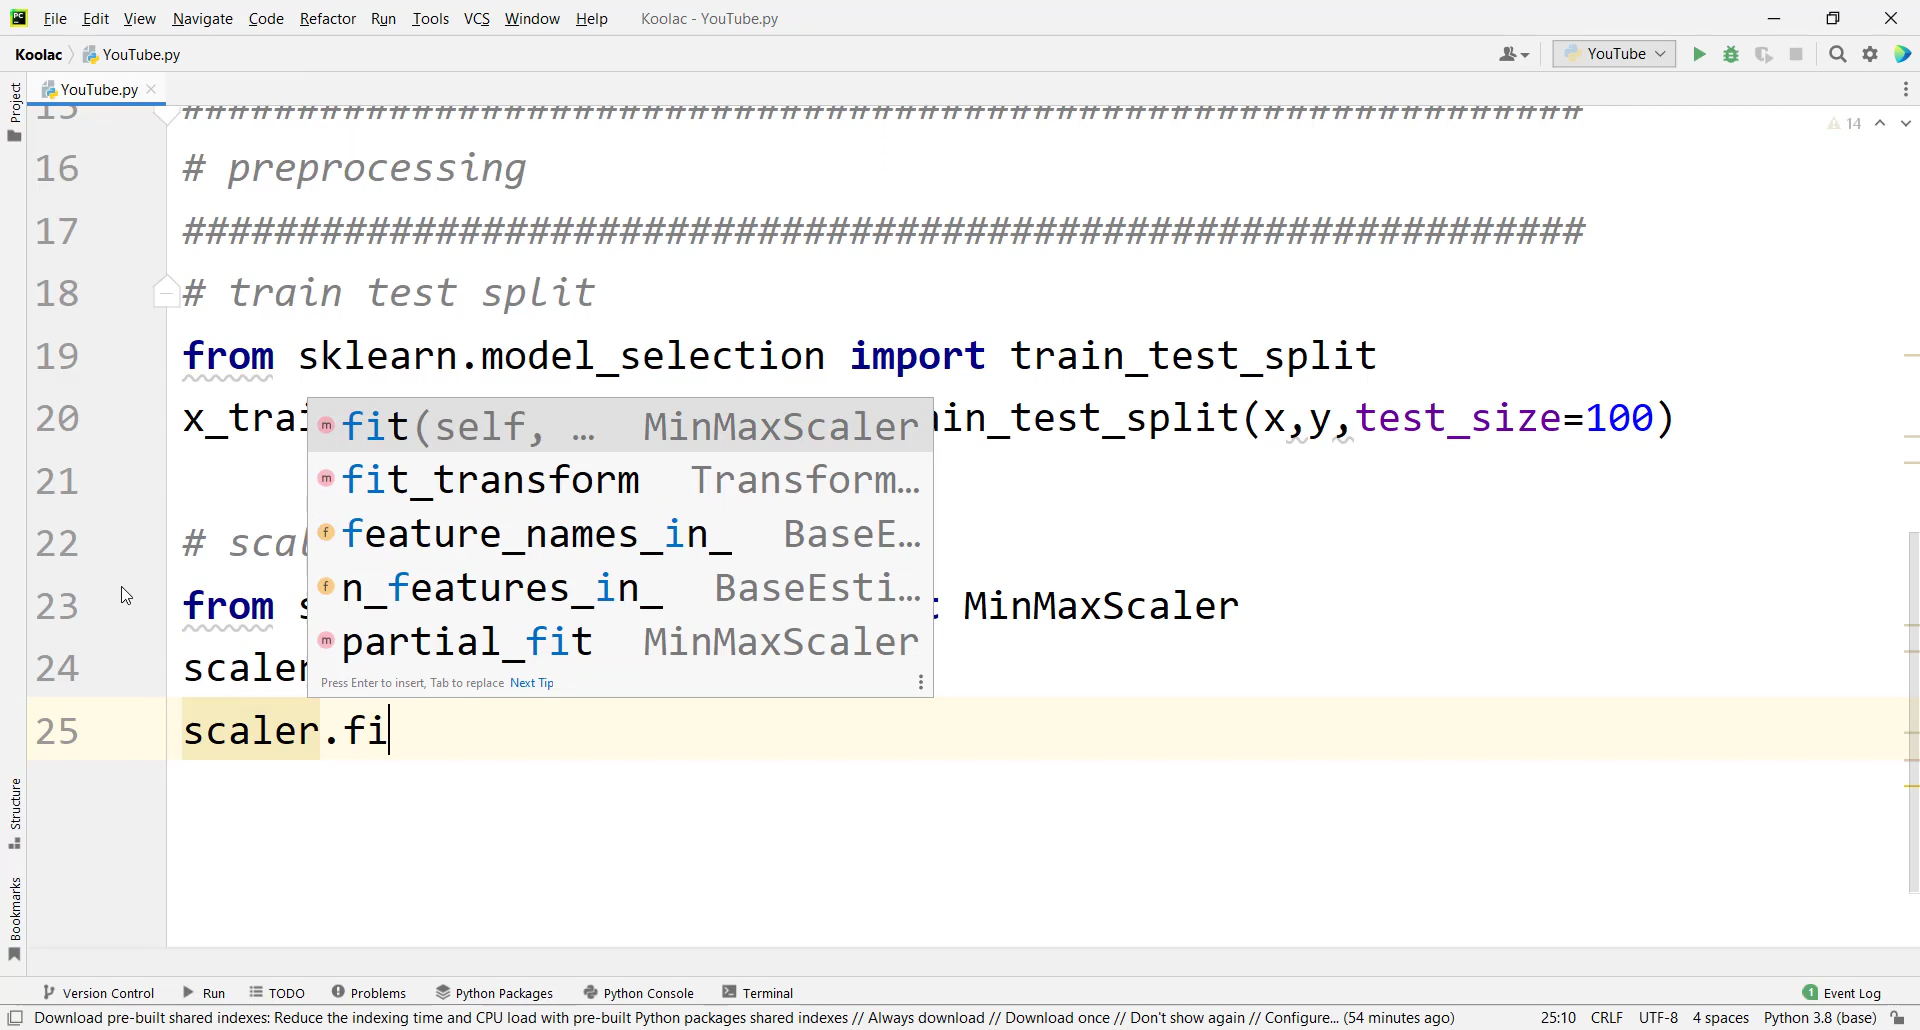 File Edit View Navigate Code Refactor Run Tools VCS Window Help Koolac - YouTube.py
Koolac YouTube.py YouTube
YouTube.py
Project
14
15 #############################################################
16 # preprocessing
17 #############################################################
18 # train test split
19 from sklearn.model_selection import train_test_split
20 x_trai in_test_split(x,y,test_size=100)
21
22 # scal
23 from s MinMaxScaler
24 scaler
25 scaler.fi
fit(self, … MinMaxScaler
fit_transform Transform…
feature_names_in_ BaseE…
n_features_in_ BaseEsti…
partial_fit MinMaxScaler
Press Enter to insert, Tab to replace Next Tip
Structure
Bookmarks
Version Control Run TODO Problems Python Packages Python Console Terminal 1 Event Log
Download pre-built shared indexes: Reduce the indexing time and CPU load with pre-built Python packages shared indexes // Always download // Download once // Don't show again // Configure... (54 minutes ago) 25:10 CRLF UTF-8 4 spaces Python 3.8 (base)